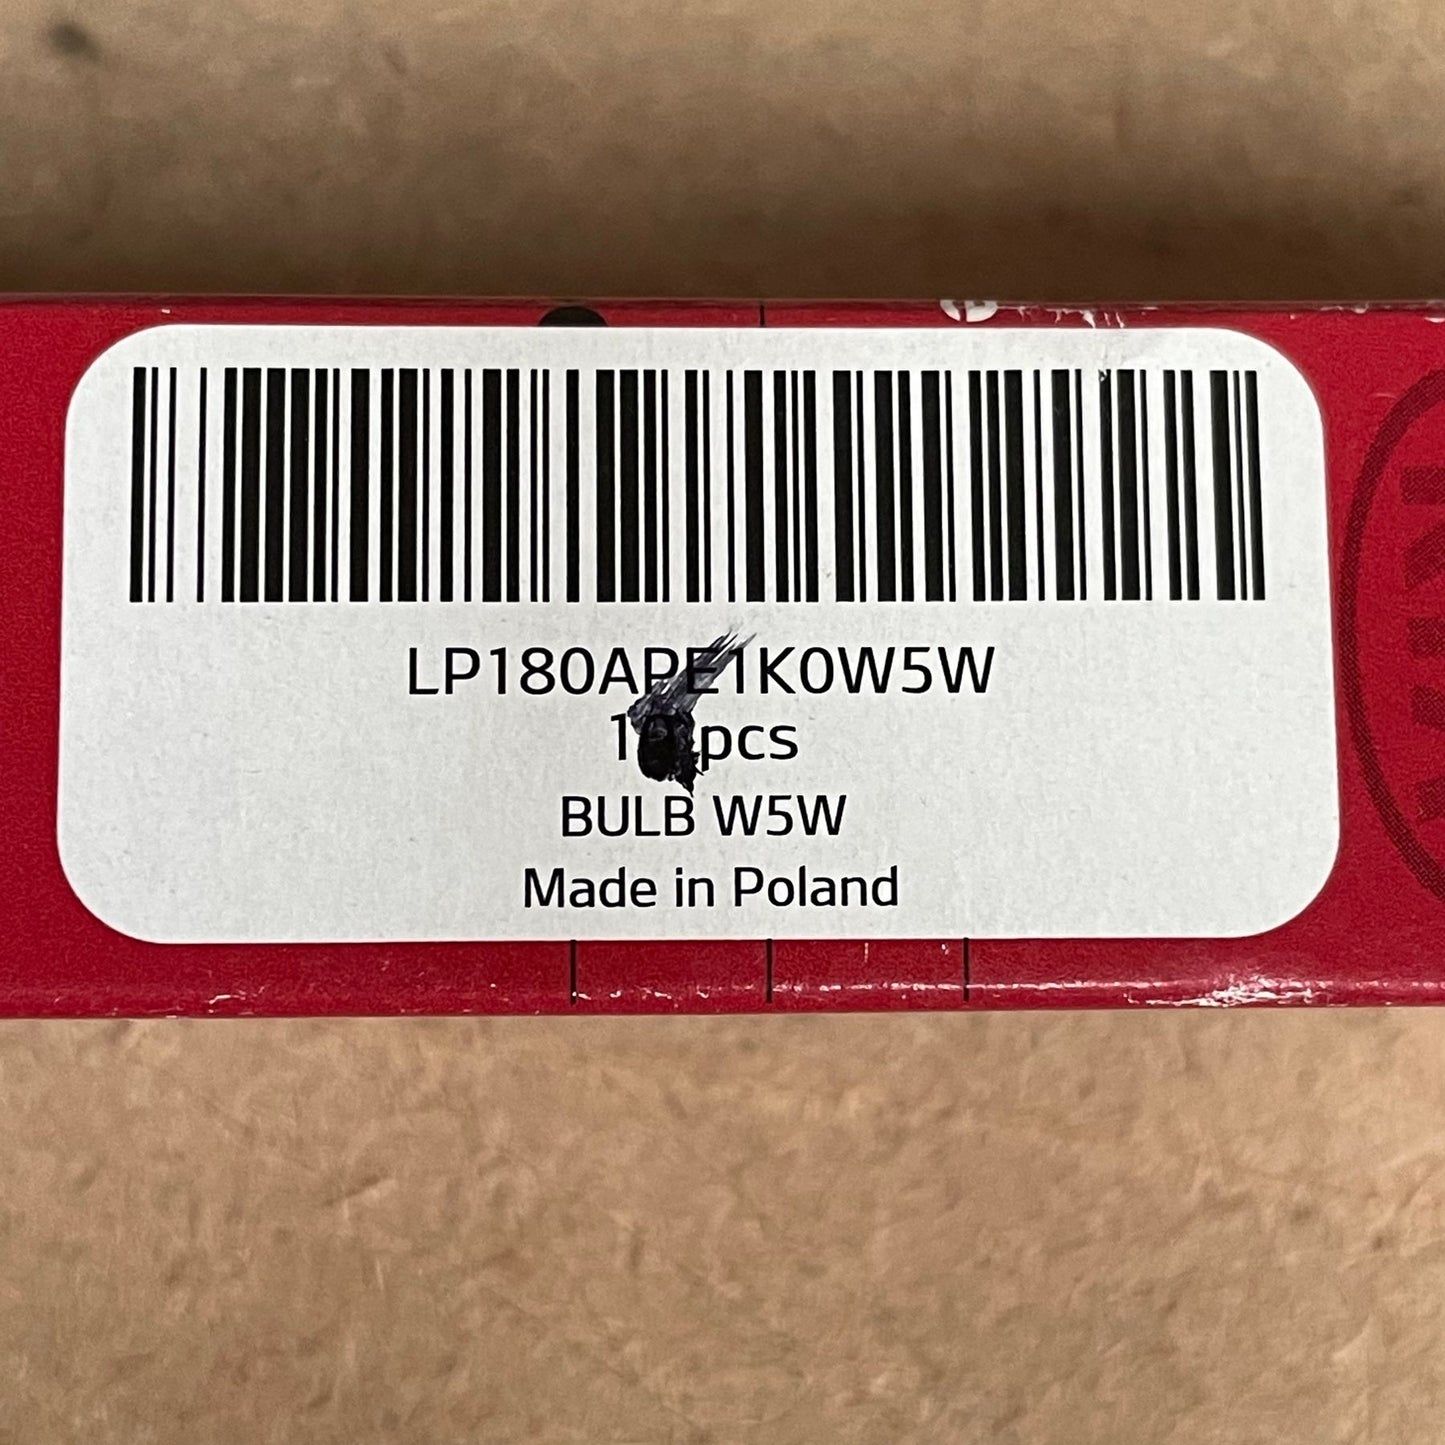 LP180APE1K0W5W
pcs
BULB W5W
Made in Poland